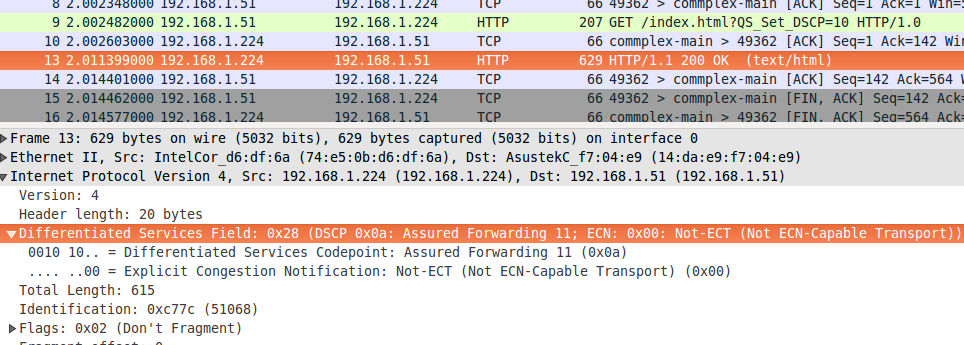 8 2.002348000 192.168.1.51 192.168.1.224 TCP 66 49362 > commplex-main [ACK] Seq=1 Ack=1 Win=5
9 2.002482000 192.168.1.51 192.168.1.224 HTTP 207 GET /index.html?QS_Set_DSCP=10 HTTP/1.0
10 2.002603000 192.168.1.224 192.168.1.51 TCP 66 commplex-main > 49362 [ACK] Seq=1 Ack=142 Win
13 2.011399000 192.168.1.224 192.168.1.51 HTTP 629 HTTP/1.1 200 OK (text/html)
14 2.014401000 192.168.1.51 192.168.1.224 TCP 66 49362 > commplex-main [ACK] Seq=142 Ack=564 W
15 2.014462000 192.168.1.51 192.168.1.224 TCP 66 49362 > commplex-main [FIN, ACK] Seq=142 Ack=
16 2.014577000 192.168.1.224 192.168.1.51 TCP 66 commplex-main > 49362 [FIN, ACK] Seq=564 Ack=
Frame 13: 629 bytes on wire (5032 bits), 629 bytes captured (5032 bits) on interface 0
Ethernet II, Src: IntelCor_d6:df:6a (74:e5:0b:d6:df:6a), Dst: AsustekC_f7:04:e9 (14:da:e9:f7:04:e9)
Internet Protocol Version 4, Src: 192.168.1.224 (192.168.1.224), Dst: 192.168.1.51 (192.168.1.51)
Version: 4
Header length: 20 bytes
Differentiated Services Field: 0x28 (DSCP 0x0a: Assured Forwarding 11; ECN: 0x00: Not-ECT (Not ECN-Capable Transport))
0010 10.. = Differentiated Services Codepoint: Assured Forwarding 11 (0x0a)
.... ..00 = Explicit Congestion Notification: Not-ECT (Not ECN-Capable Transport) (0x00)
Total Length: 615
Identification: 0xc77c (51068)
Flags: 0x02 (Don't Fragment)
Fragment offset: 0